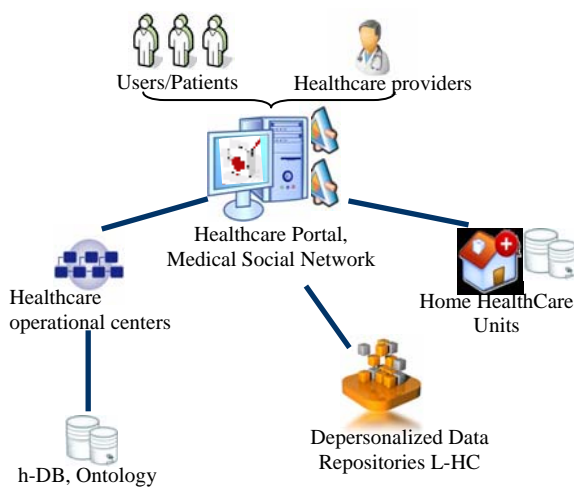 Users/Patients
Healthcare providers
Healthcare Portal,
Medical Social Network
Healthcare
operational centers
Home HealthCare
Units
h-DB, Ontology
Depersonalized Data
Repositories L-HC